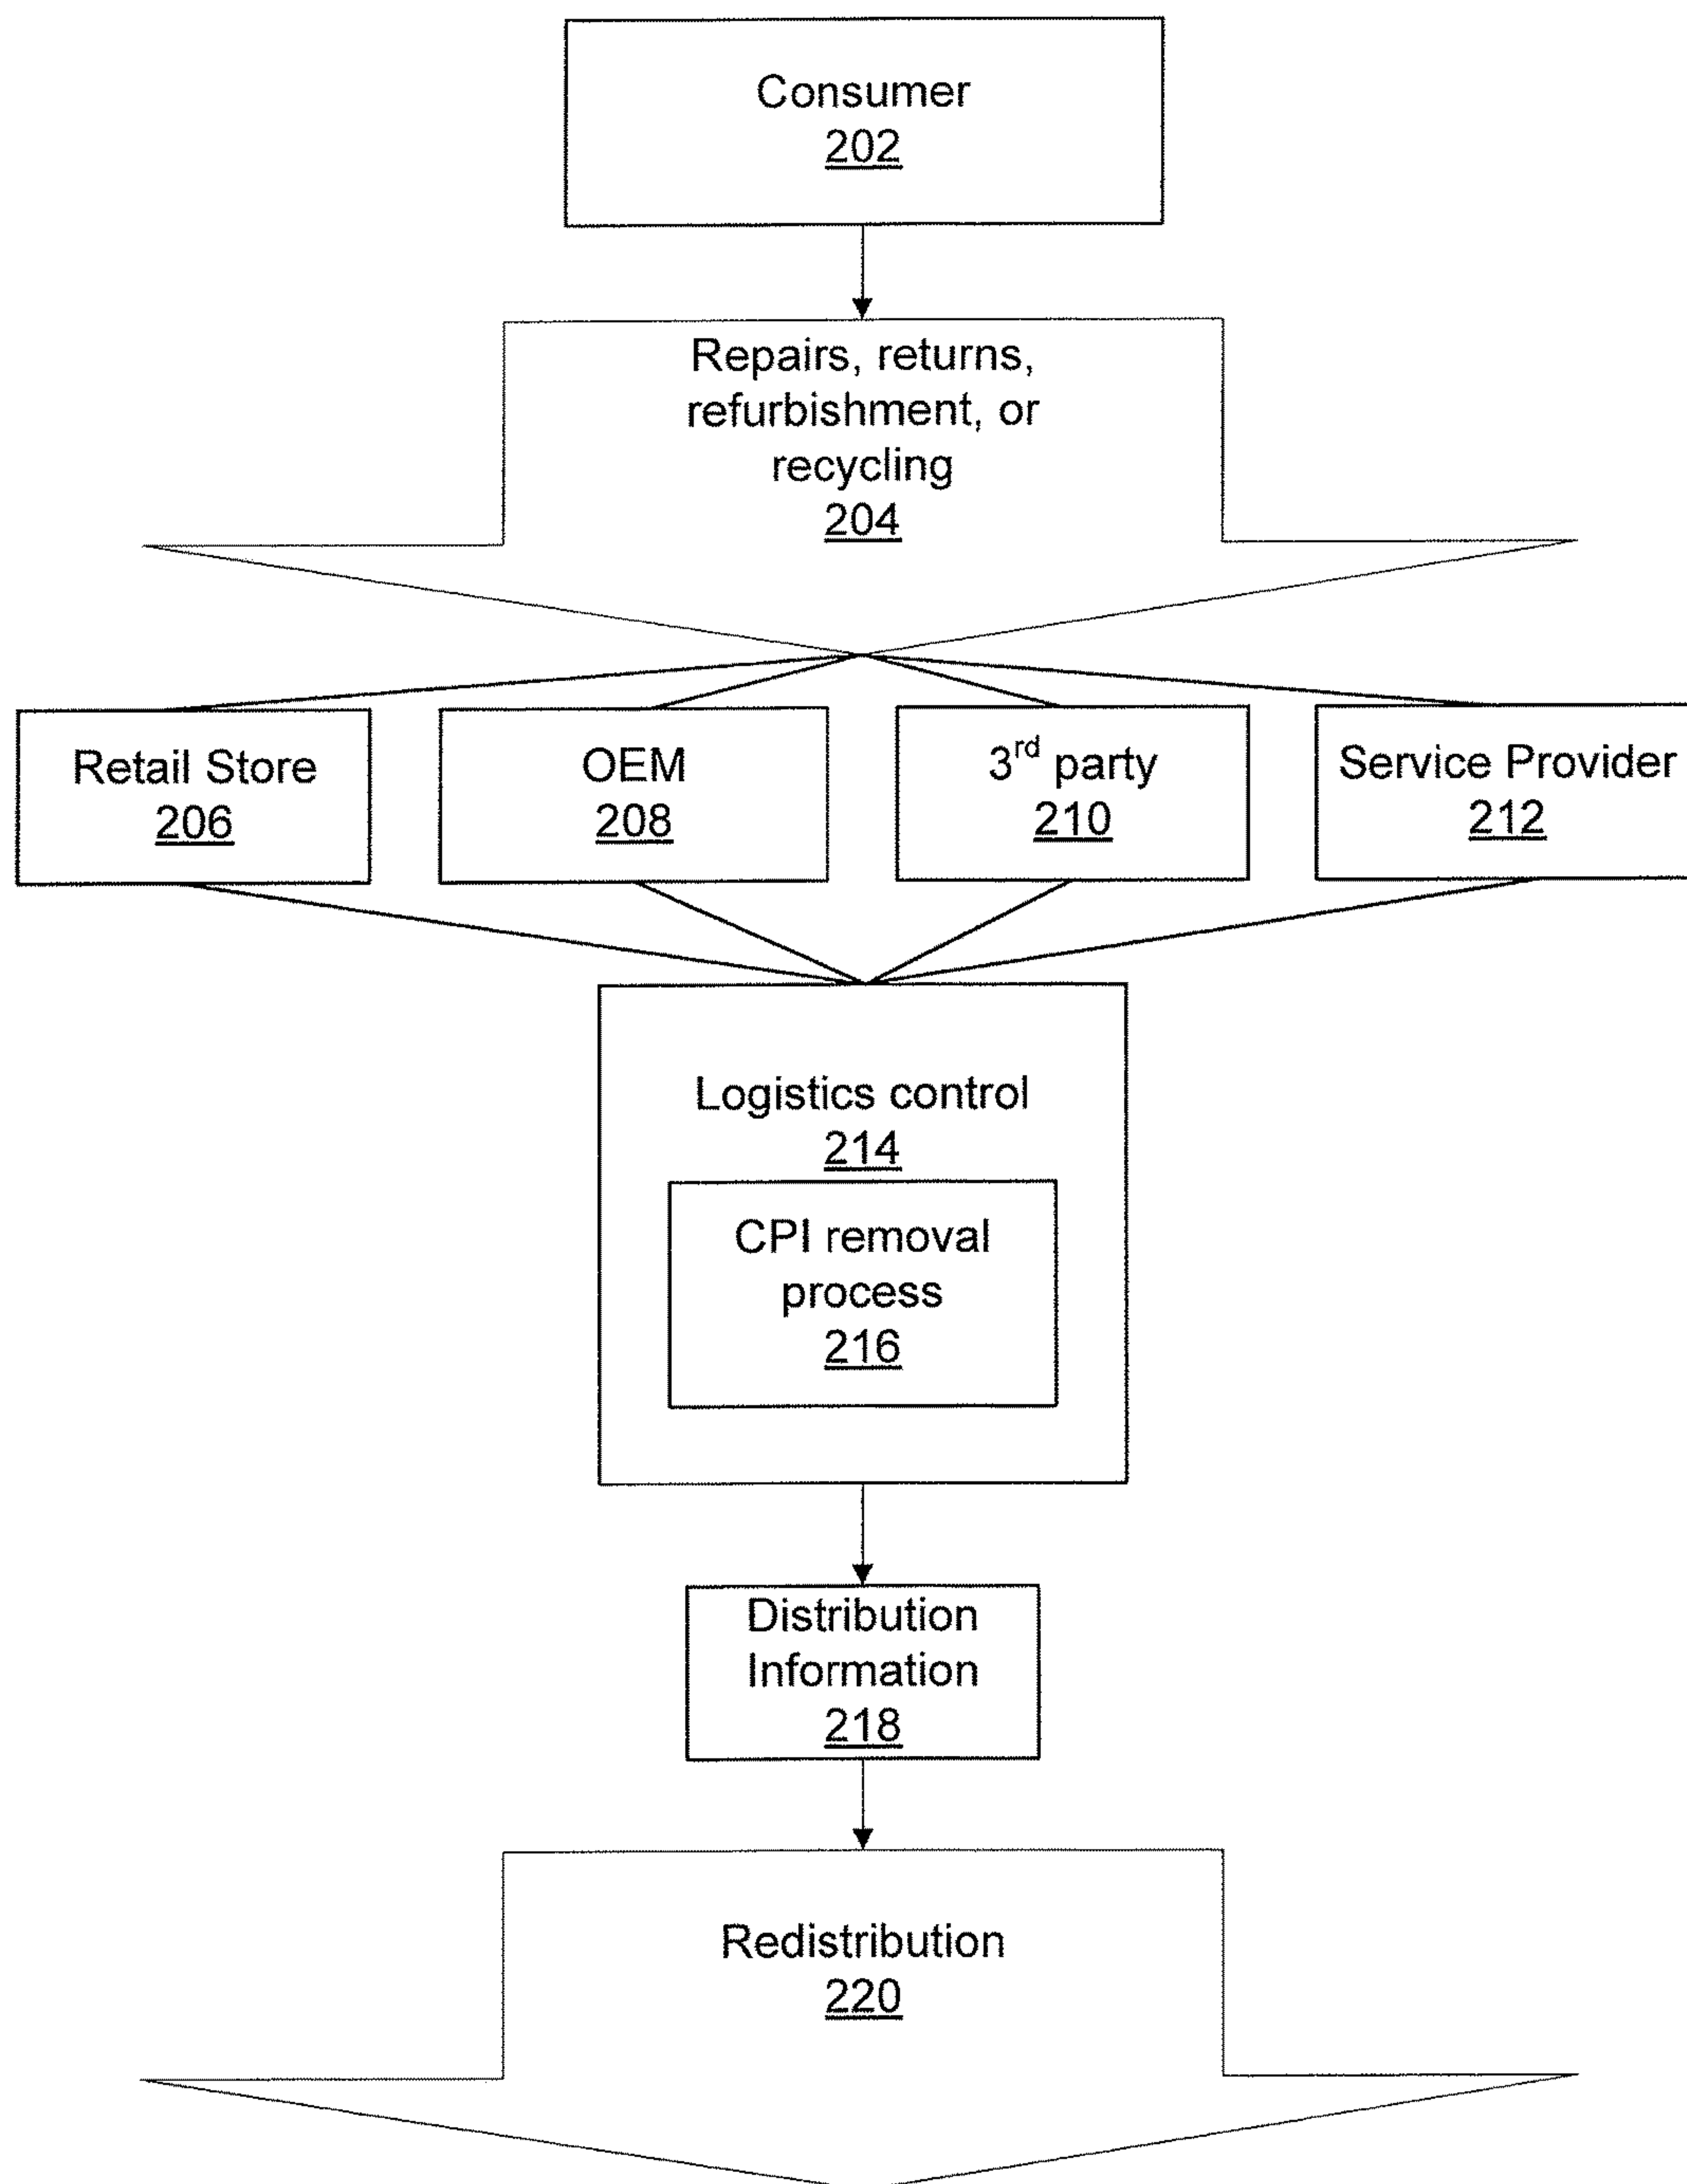 Consumer
202
Repairs, returns,
refurbishment, or
recycling
204
Retail Store
206
OEM
208
3rd party
210
Service Provider
212
Logistics control
214
CPI removal
process
216
Distribution
Information
218
Redistribution
220